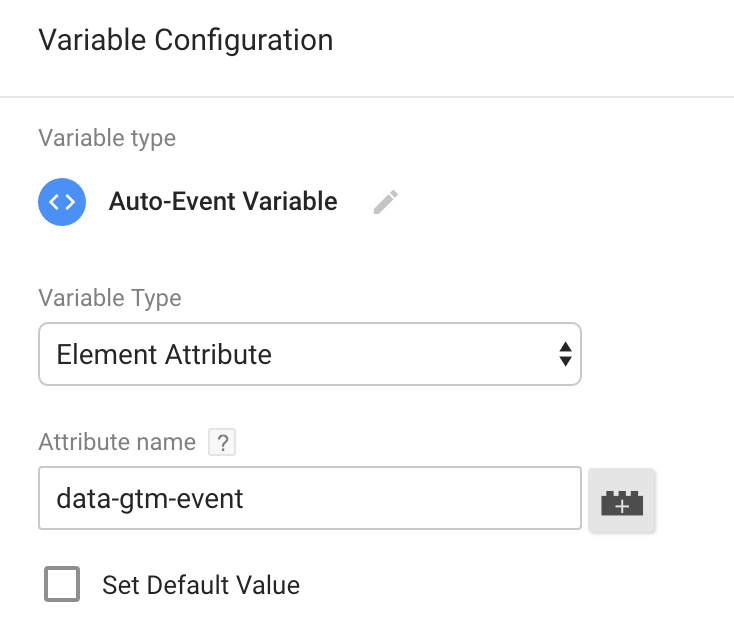 Variable Configuration
Variable type
Auto-Event Variable
Variable Type
Element Attribute
Attribute name ?
data-gtm-event
Set Default Value